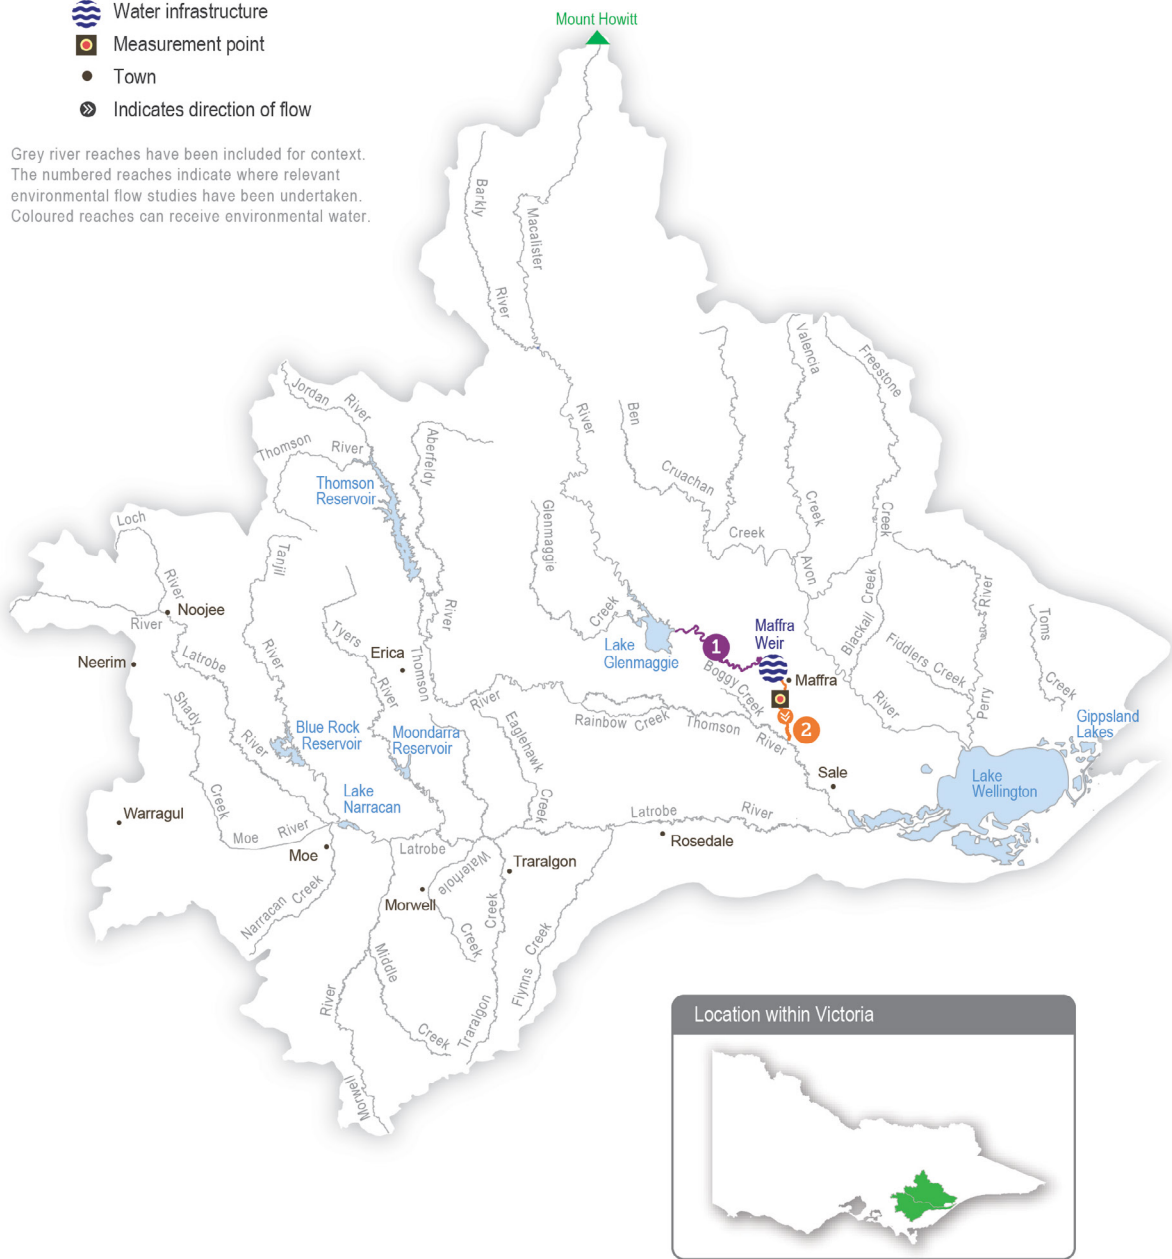 Water infrastructure
Measurement point
Town
Indicates direction of flow
Grey river reaches have been included for context.
The numbered reaches indicate where relevant
environmental flow studies have been undertaken.
Coloured reaches can receive environmental water.
Mount Howitt
Barkly
River
Macalister
River
Valencia
Creek
Freestone
Creek
Ben
Cruachan
Creek
Jordan
River
Thomson
River
Aberfeldy
River
Thomson
Reservoir
Glenmaggie
Creek
Loch
River
Tanjil
River
Avon
River
Blackall Creek
Perry
River
Fiddlers Creek
Toms
Creek
Noojee
River
Latrobe
River
Neerim
Tyers
River
Erica
Thomson
River
Lake
Glenmaggie
1
Maffra
Weir
Maffra
Boggy Creek
2
Rainbow Creek
Thomson
River
Eaglehawk
Creek
Shady
Creek
Blue Rock
Reservoir
Moondarra
Reservoir
Gippsland
Lakes
Lake
Wellington
Sale
Lake
Narracan
Warragul
Moe
River
Moe
Latrobe
Latrobe
River
Rosedale
Traralgon
Waterhole
Creek
Morwell
Narracan Creek
Middle
Creek
Traralgon
Creek
Flynns Creek
River
Morwell
Location within Victoria